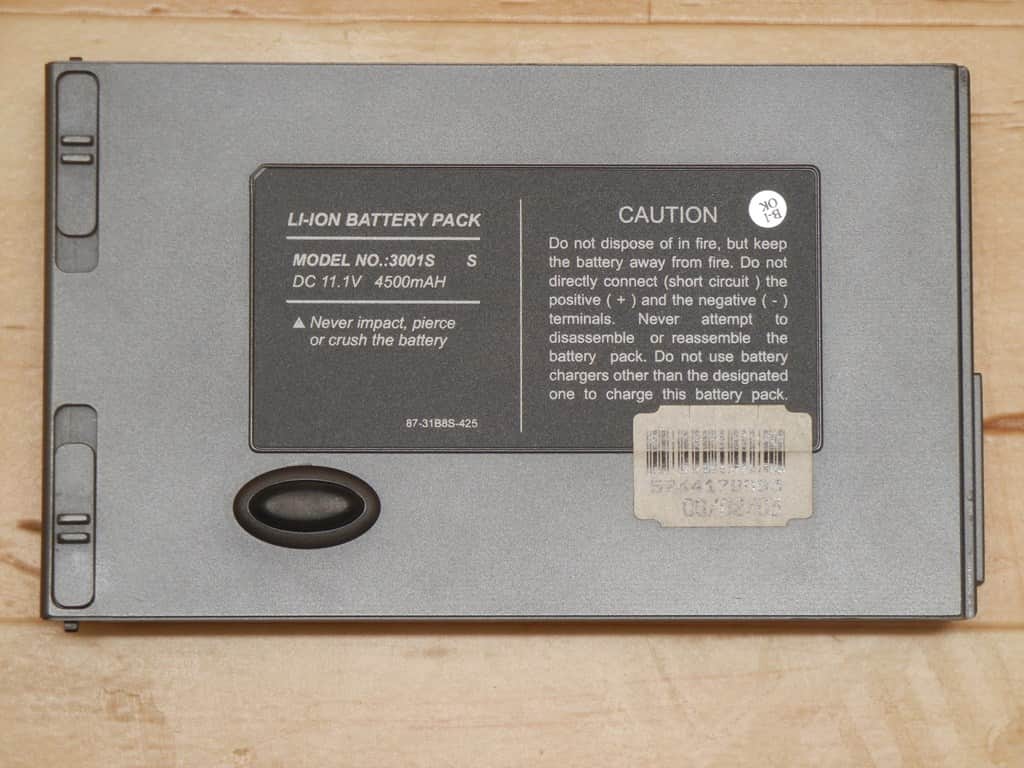 LI-ION BATTERY PACK
MODEL NO.:3001S S
DC 11.1V 4500mAH
▲ Never impact, pierce
or crush the battery
87-31B8S-425
CAUTION
B-1
OK
Do not dispose of in fire, but keep
the battery away from fire. Do not
directly connect (short circuit ) the
positive ( + ) and the negative ( - )
terminals. Never attempt to
disassemble or reassemble the
battery pack. Do not use battery
chargers other than the designated
one to charge this battery pack.